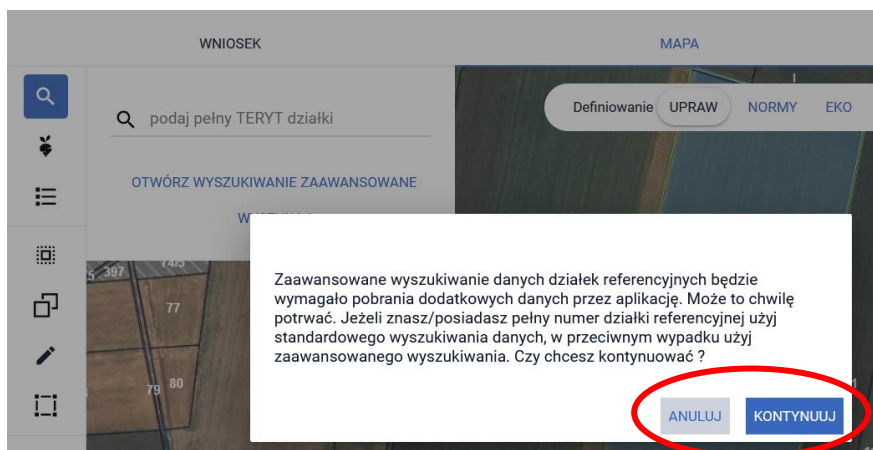 WNIOSEK MAPA
podaj pełny TERYT działki
Definiowanie UPRAW NORMY EKO
OTWÓRZ WYSZUKIWANIE ZAAWANSOWANE
397
77
79 80
Zaawansowane wyszukiwanie danych działek referencyjnych będzie
wymagało pobrania dodatkowych danych przez aplikację. Może to chwilę
potrwać. Jeżeli znasz/posiadasz pełny numer działki referencyjnej użyj
standardowego wyszukiwania danych, w przeciwnym wypadku użyj
zaawansowanego wyszukiwania. Czy chcesz kontynuować ?
ANULUJ KONTYNUUJ